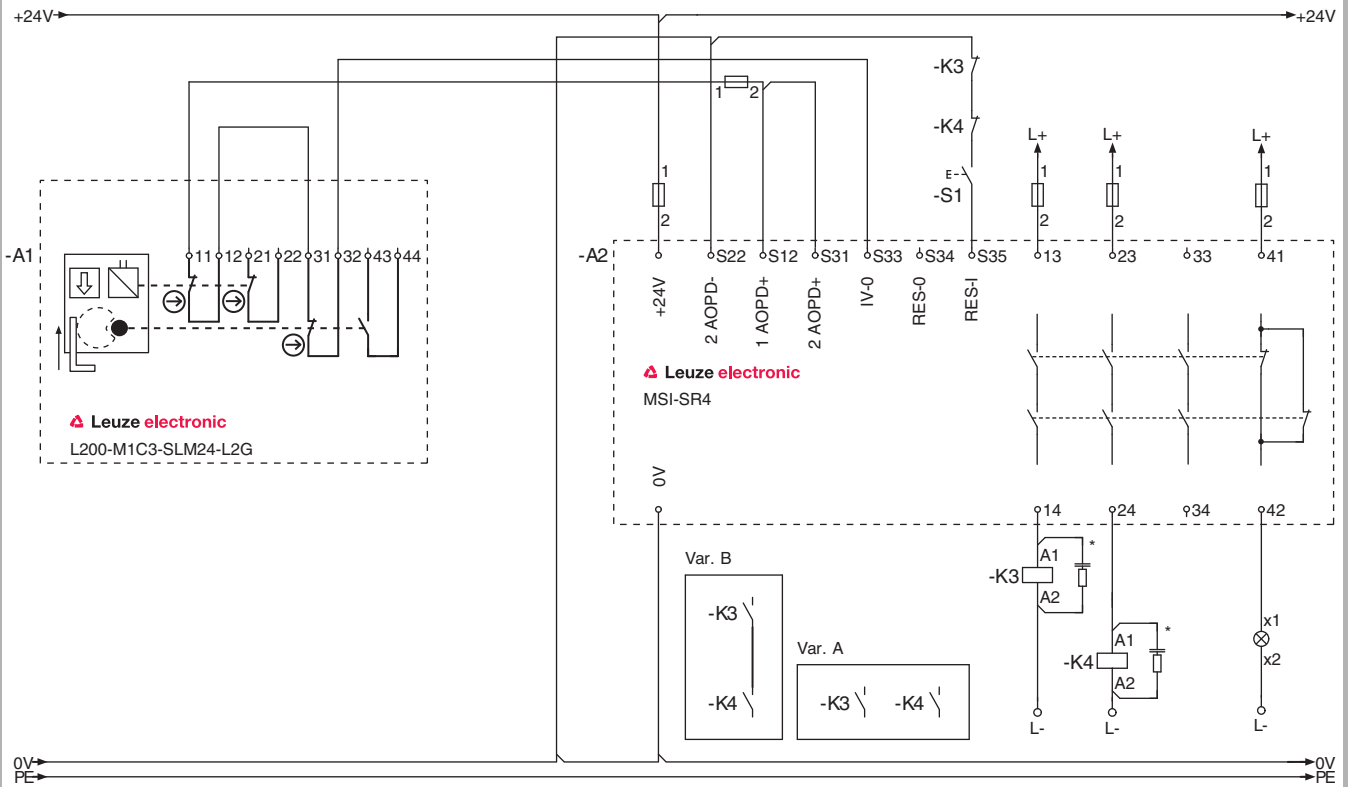 +24V +24V
-K3
1 2
-K4 L+ L+ L+
1 E 1 1 1
-S1
2 2 2 2
-A1 11 12 21 22 31 32 43 44 -A2 S22 S12 S31 S33 S34 S35 13 23 33 41
+24V
2 AOPD-
1 AOPD+
2 AOPD+
IV-0
RES-0
RES-I
Leuze electronic
MSI-SR4
Leuze electronic
L200-M1C3-SLM24-L2G
0V
14 24 34 42
Var. B
A1 *
-K3
A2
-K3
-K4
Var. A
-K3 -K4
A1 *
-K4
A2
x1
x2
L- L- L-
0V 0V
PE PE